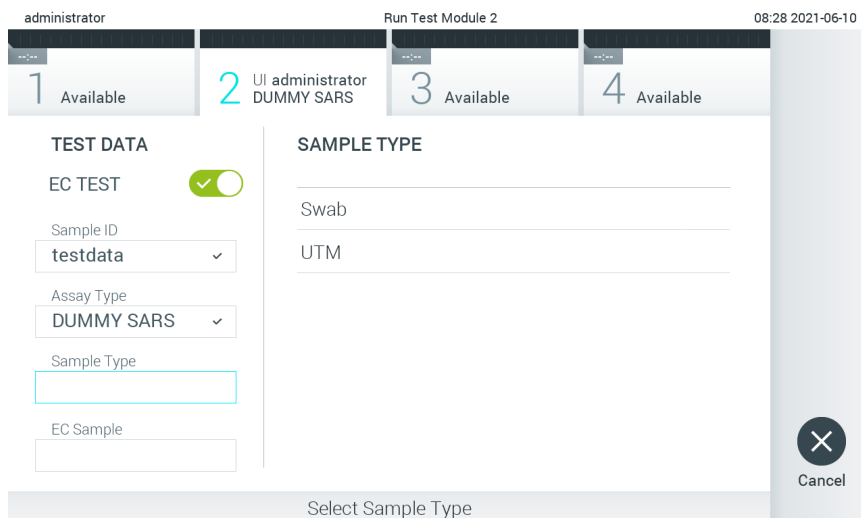 administrator Run Test Module 2 08:28 2021-06-10
--:-- --:-- --:--
1 Available
2 UI administrator
DUMMY SARS
3 Available
4 Available
TEST DATA
EC TEST
Sample ID
testdata
Assay Type
DUMMY SARS
Sample Type
EC Sample
SAMPLE TYPE
Swab
UTM
Cancel
Select Sample Type